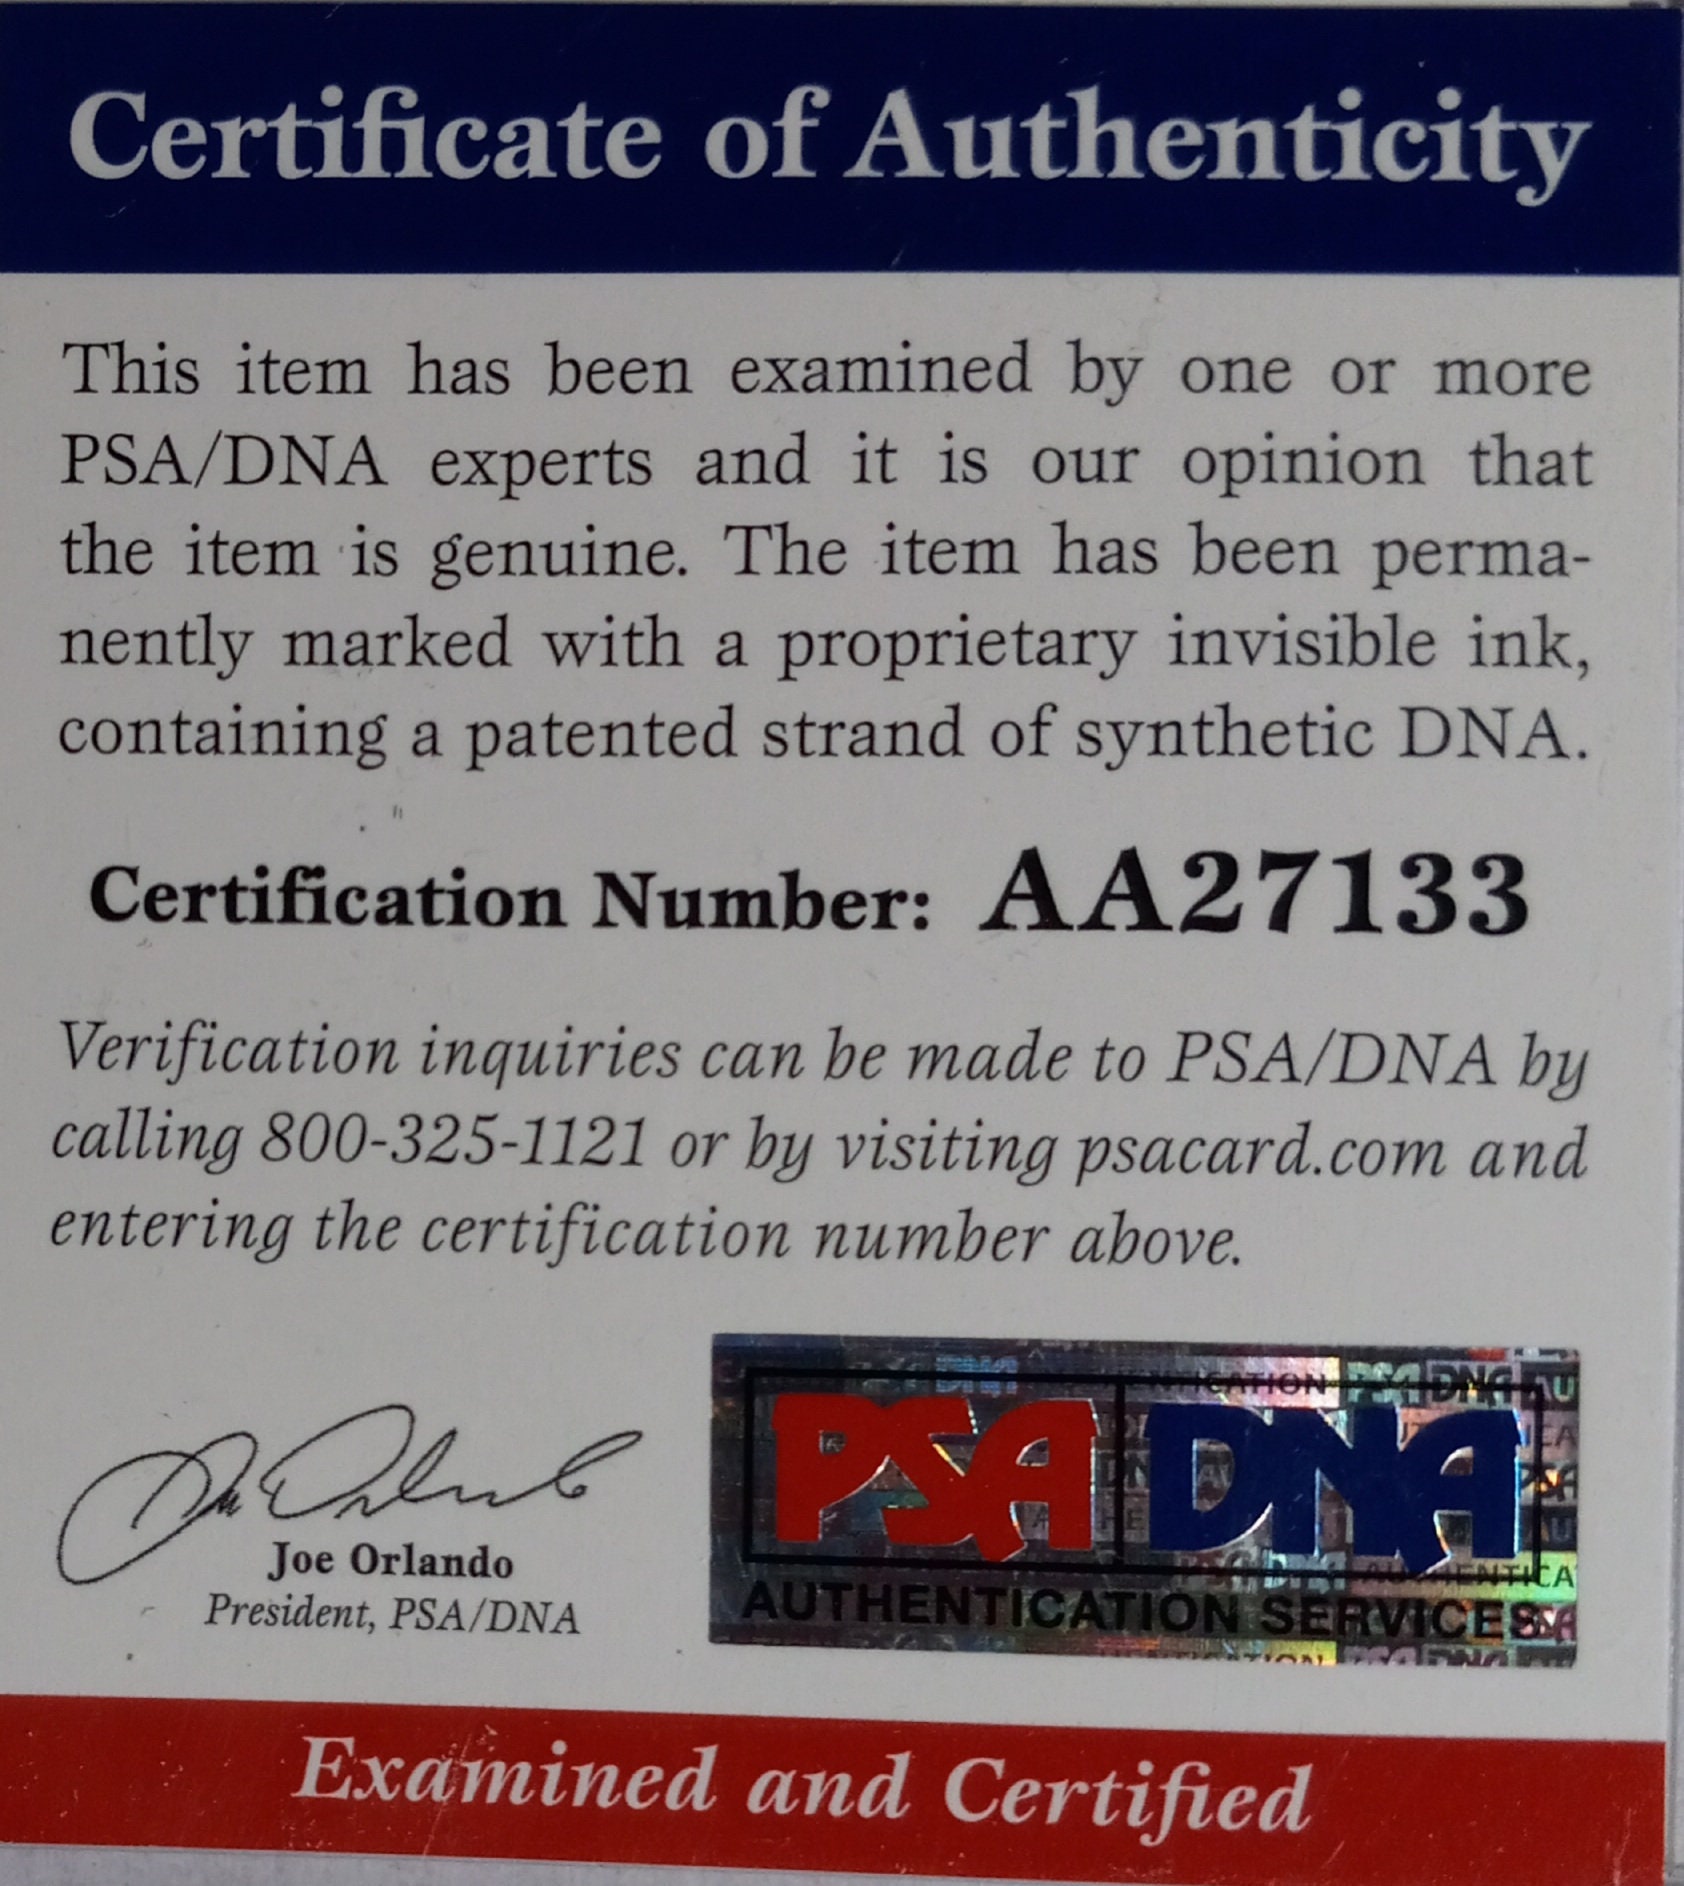 Certificate of Authenticity
This item has been examined by one or more
PSA/DNA experts and it is our opinion that
the item is genuine. The item has been perma-
nently marked with a proprietary invisible ink,
containing a patented strand of synthetic DNA.
Certification Number: AA27133
Verification inquiries can be made to PSA/DNA by
calling 800-325-1121 or by visiting psacard.com and
entering the certification number above.
Joe Orlando
President, PSA/DNA
PSA DNA
AUTHENTICATION SERVICES
Examined and Certified